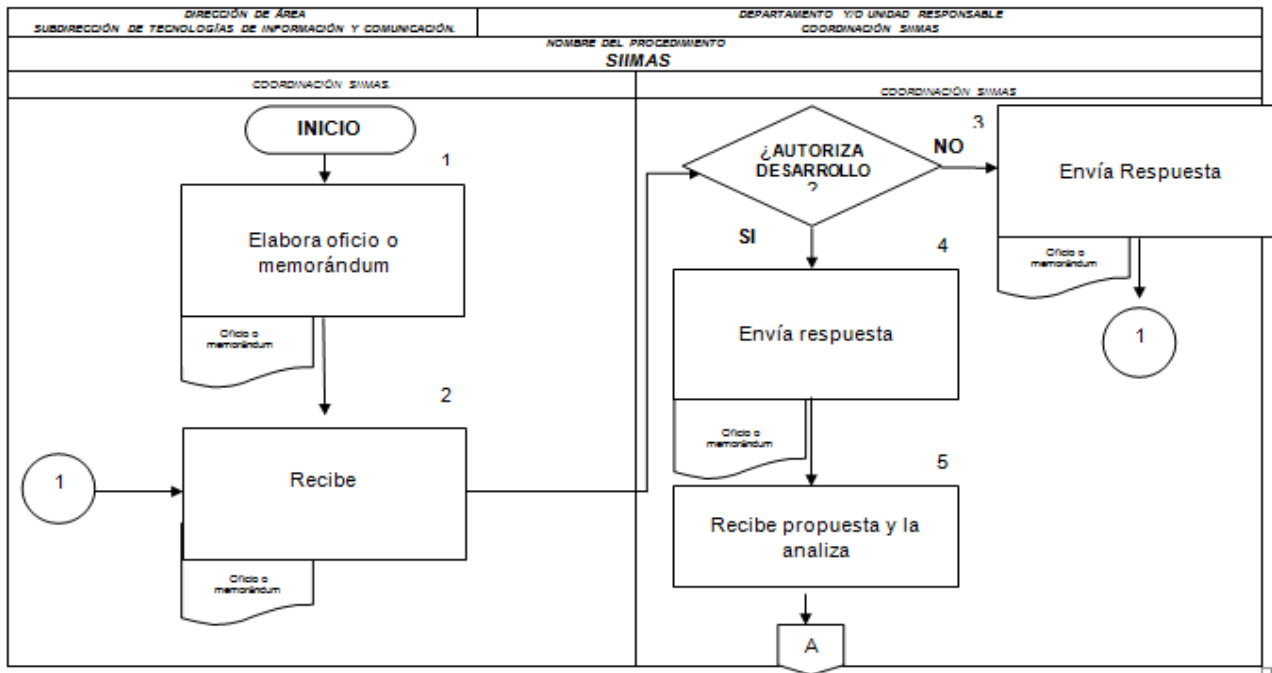 DIRECCIÓN DE ÁREA
SUBDIRECCIÓN DE TECNOLOGÍAS DE INFORMACIÓN Y COMUNICACIÓN.
DEPARTAMENTO Y/O UNIDAD RESPONSABLE
COORDINACIÓN SIIMAS
NOMBRE DEL PROCEDIMIENTO
SIIMAS
COORDINACIÓN SIIMAS.
COORDINACIÓN SIIMAS
INICIO
1
Elabora oficio o
memorándum
Oficio o
memorándum
2
1
Recibe
Oficio o
memorándum
¿AUTORIZA
DESARROLLO
?
NO
3
Envía Respuesta
Oficio o
memorándum
1
SI
4
Envía respuesta
Oficio o
memorándum
5
Recibe propuesta y la
analiza
A